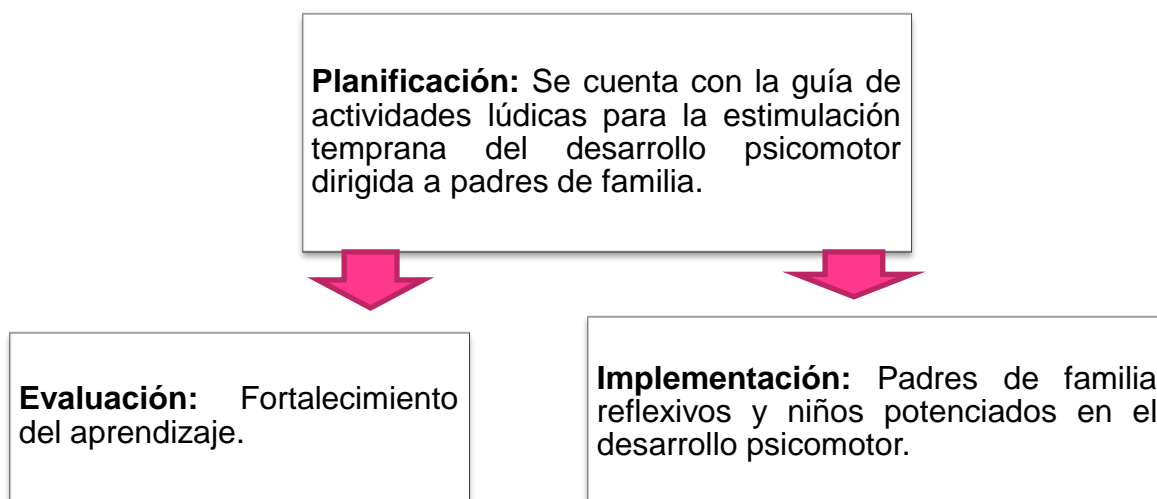 Planificación: Se cuenta con la guía de
actividades lúdicas para la estimulación
temprana del desarrollo psicomotor
dirigida a padres de familia.
Evaluación: Fortalecimiento
del aprendizaje.
Implementación: Padres de familia
reflexivos y niños potenciados en el
desarrollo psicomotor.